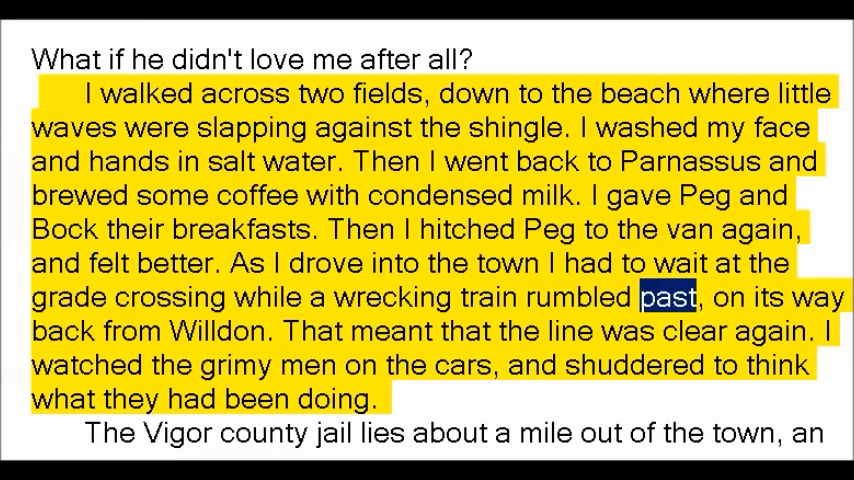 What if he didn't love me after all?
I walked across two fields, down to the beach where little
waves were slapping against the shingle. I washed my face
and hands in salt water. Then I went back to Parnassus and
brewed some coffee with condensed milk. I gave Peg and
Bock their breakfasts. Then I hitched Peg to the van again,
and felt better. As I drove into the town I had to wait at the
grade crossing while a wrecking train rumbled past, on its way
back from Willdon. That meant that the line was clear again. I
watched the grimy men on the cars, and shuddered to think
what they had been doing.
The Vigor county jail lies about a mile out of the town, an